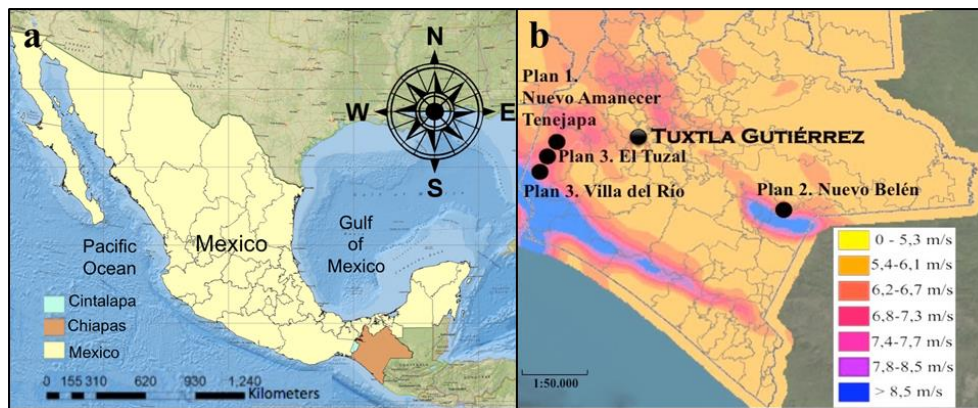 a
N
W
E
S
Pacific
Ocean
Mexico
Gulf
of
Mexico
Cintalapa
Chiapas
Mexico
0 155 310 620 930 1,240
Kilometers
b
Plan 1.
Nuevo Amanecer
Tenejapa
TUXTLA GUTIÉRREZ
Plan 3. El Tuzal
Plan 3. Villa del Río
Plan 2. Nuevo Belén
0 - 5,3 m/s
5,4-6,1 m/s
6,2-6,7 m/s
6,8-7,3 m/s
7,4-7,7 m/s
7,8-8,5 m/s
> 8,5 m/s
1:50.000